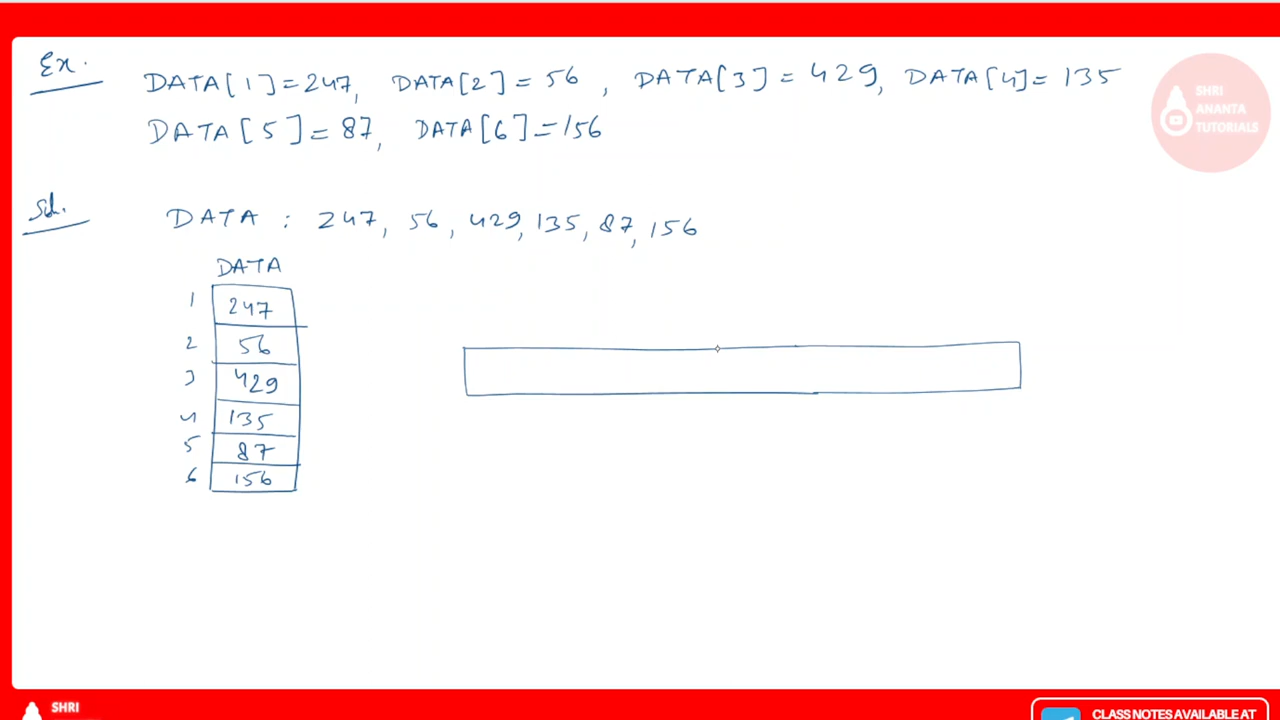 Ex.
DATA[1]=247, DATA[2]=56, DATA[3]=429, DATA[4]=135
DATA[5]=87, DATA[6]=156
SHRI
ANANTA
TUTORIALS
Sol.
DATA : 247, 56, 429, 135, 87, 156
DATA
1 247
2 56
3 429
4 135
5 87
6 156
SHRI
CLASS NOTES AVAILABLE AT